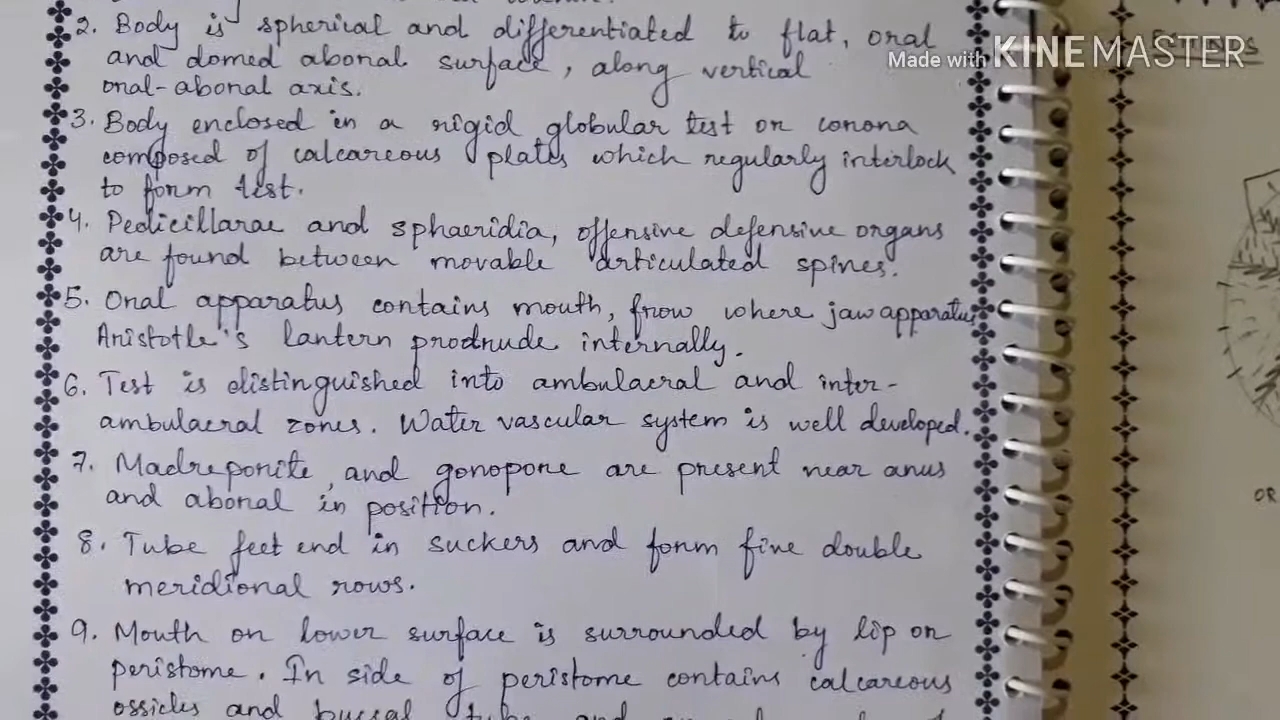 2. Body is spherical and differentiated to flat, oral
and domed aboral surface, along vertical
oral-aboral axis.
3. Body enclosed in a rigid globular test or corona
composed of calcareous plates which regularly interlock
to form test.
4. Pedicillarae and sphaeridia, offensive defensive organs
are found between movable articulated spines.
5. Oral apparatus contains mouth, from where jaw apparatus
Aristotle's lantern protrude internally.
6. Test is distinguished into ambulacral and inter-
ambulacral zones. Water vascular system is well developed.
7. Madreporite, and gonopore are present near anus
and aboral in position.
8. Tube feet end in suckers and form five double
meridional rows.
9. Mouth on lower surface is surrounded by lip or
peristome. In side of peristome contains calcareous
ossicles and buccal tube and
Made with KINEMASTER
OR